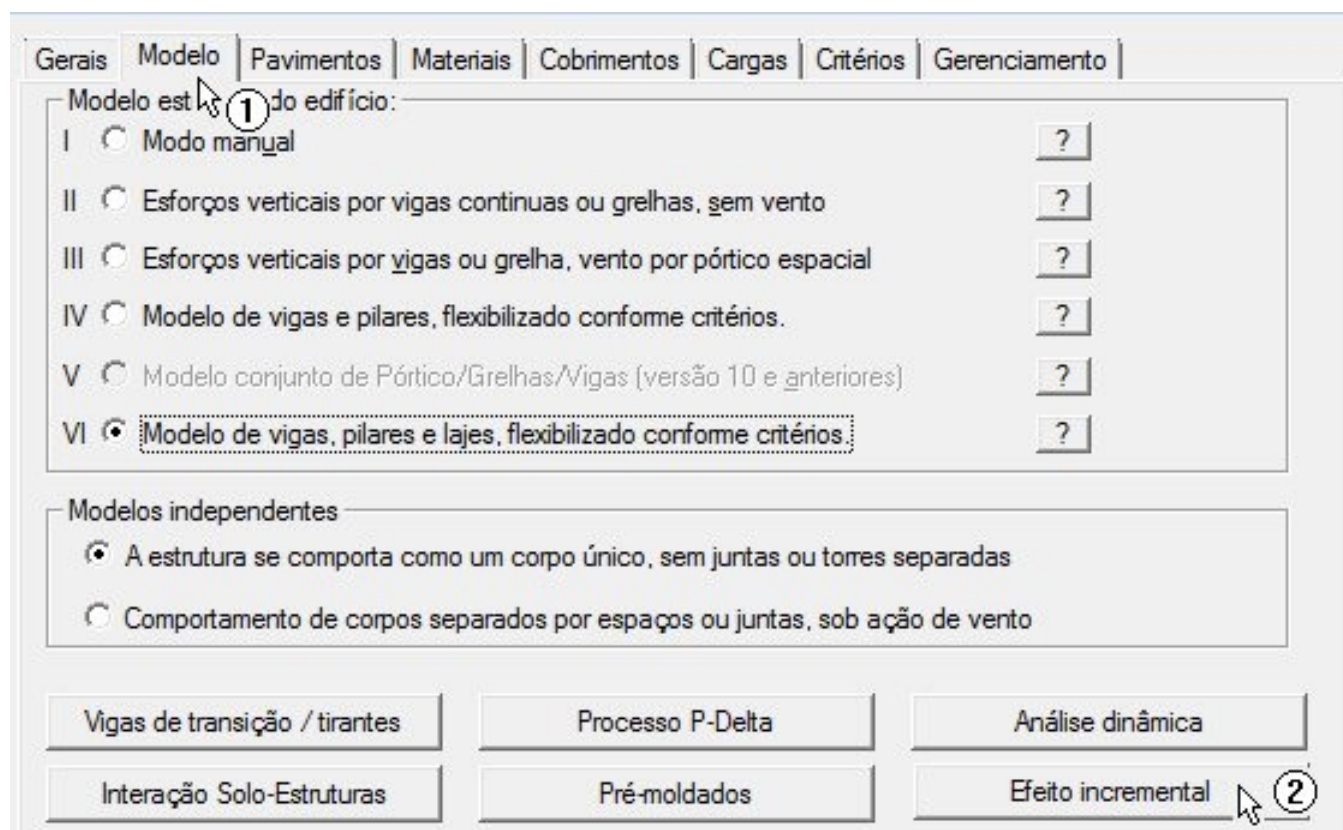 Gerais Modelo Pavimentos Materiais Cobrimentos Cargas Critérios Gerenciamento
Modelo est do edifício:
1
I Modo manual ?
II Esforços verticais por vigas continuas ou grelhas, sem vento ?
III Esforços verticais por vigas ou grelha, vento por pórtico espacial ?
IV Modelo de vigas e pilares, flexibilizado conforme critérios. ?
V Modelo conjunto de Pórtico/Grelhas/Vigas (versão 10 e anteriores) ?
VI Modelo de vigas, pilares e lajes, flexibilizado conforme critérios. ?
Modelos independentes
A estrutura se comporta como um corpo único, sem juntas ou torres separadas
Comportamento de corpos separados por espaços ou juntas, sob ação de vento
Vigas de transição / tirantes Processo P-Delta Análise dinâmica
Interação Solo-Estruturas Pré-moldados Efeito incremental 2